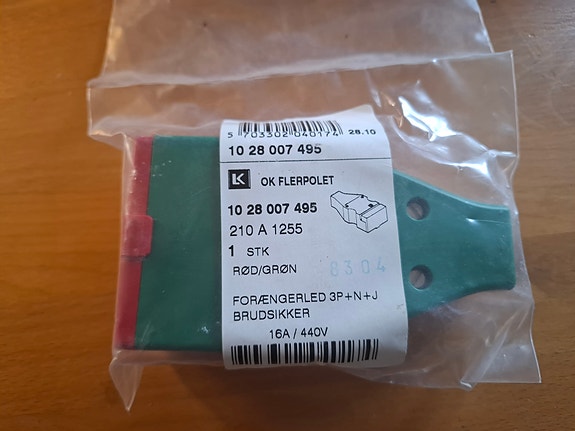 5 703302 040174 28.10
10 28 007 495
LK OK FLERPOLET
10 28 007 495
210 A 1255
1 STK
RØD/GRØN 0304
FORÆNGERLED 3P+N+J
BRUDSIKKER
16A / 440V